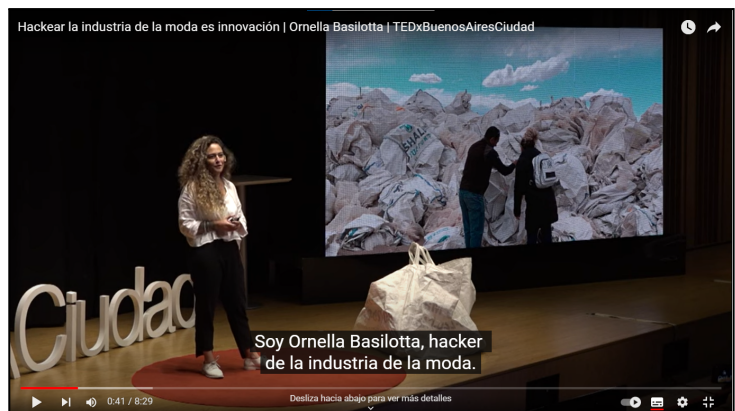 Hackear la industria de la moda es innovación | Ornella Basilotta | TEDxBuenosAiresCiudad
SHALE
Ciudad
Soy Ornella Basilotta, hacker
de la industria de la moda.
0:41 / 8:29
Desliza hacia abajo para ver más detalles